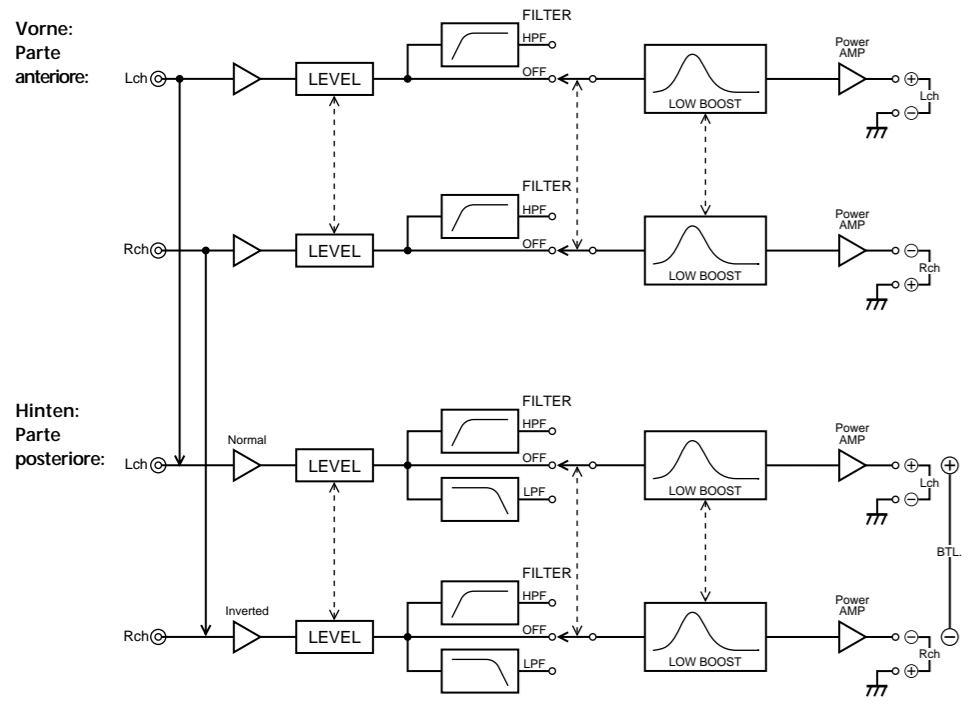 Vorne:
Parte
anteriore:
Lch
LEVEL
FILTER
HPF
OFF
LOW BOOST
Power
AMP
+
Lch
−
Rch
LEVEL
FILTER
HPF
OFF
LOW BOOST
Power
AMP
−
Rch
+
Hinten:
Parte
posteriore:
Lch
Normal
LEVEL
FILTER
HPF
OFF
LPF
LOW BOOST
Power
AMP
+
Lch
−
+
BTL.
−
Rch
Inverted
LEVEL
FILTER
HPF
OFF
LPF
LOW BOOST
Power
AMP
−
Rch
+